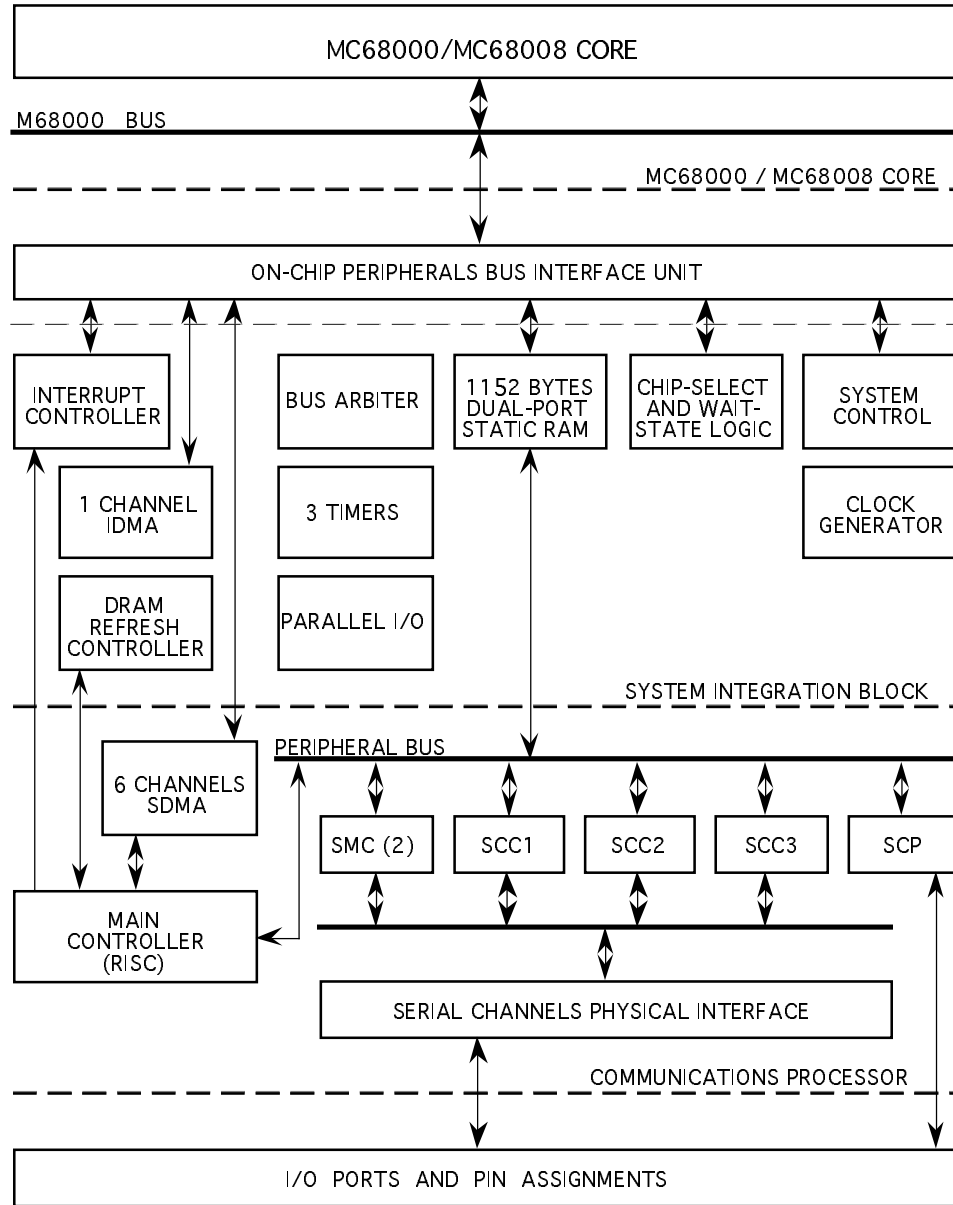 MC68000/MC68008 CORE
M68000 BUS
MC68000 / MC68008 CORE
ON-CHIP PERIPHERALS BUS INTERFACE UNIT
INTERRUPT
CONTROLLER
BUS ARBITER
1152 BYTES
DUAL-PORT
STATIC RAM
CHIP-SELECT
AND WAIT-
STATE LOGIC
SYSTEM
CONTROL
1 CHANNEL
IDMA
3 TIMERS
CLOCK
GENERATOR
DRAM
REFRESH
CONTROLLER
PARALLEL I/O
SYSTEM INTEGRATION BLOCK
6 CHANNELS
SDMA
PERIPHERAL BUS
SMC (2)
SCC1
SCC2
SCC3
SCP
MAIN
CONTROLLER
(RISC)
SERIAL CHANNELS PHYSICAL INTERFACE
COMMUNICATIONS PROCESSOR
I/O PORTS AND PIN ASSIGNMENTS